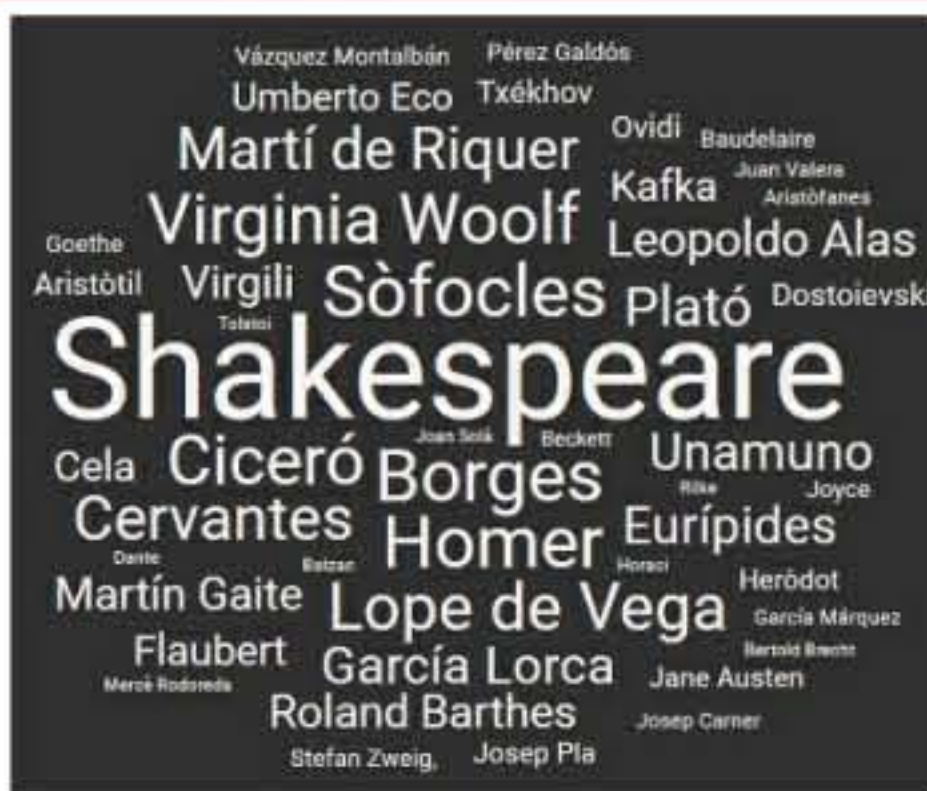 Vázquez Montalbán Pérez Galdós
Umberto Eco Txékhov
Ovidi Baudelaire
Martí de Riquer
Juan Valera
Kafka
Aristòfanes
Virginia Woolf
Goethe
Leopoldo Alas
Aristòtil Virgili Sòfocles Plató Dostoievsk
Tolstoi
Shakespeare
Joan Solà Beckett
Cela Ciceró Borges Unamuno
Rilke Joyce
Cervantes Homer Eurípides
Dante Balzac Horaci
Heròdot
Martín Gaite Lope de Vega
García Márquez
Flaubert García Lorca
Bertold Brecht
Mercè Rodoreda
Jane Austen
Roland Barthes
Josep Carner
Stefan Zweig, Josep Pla